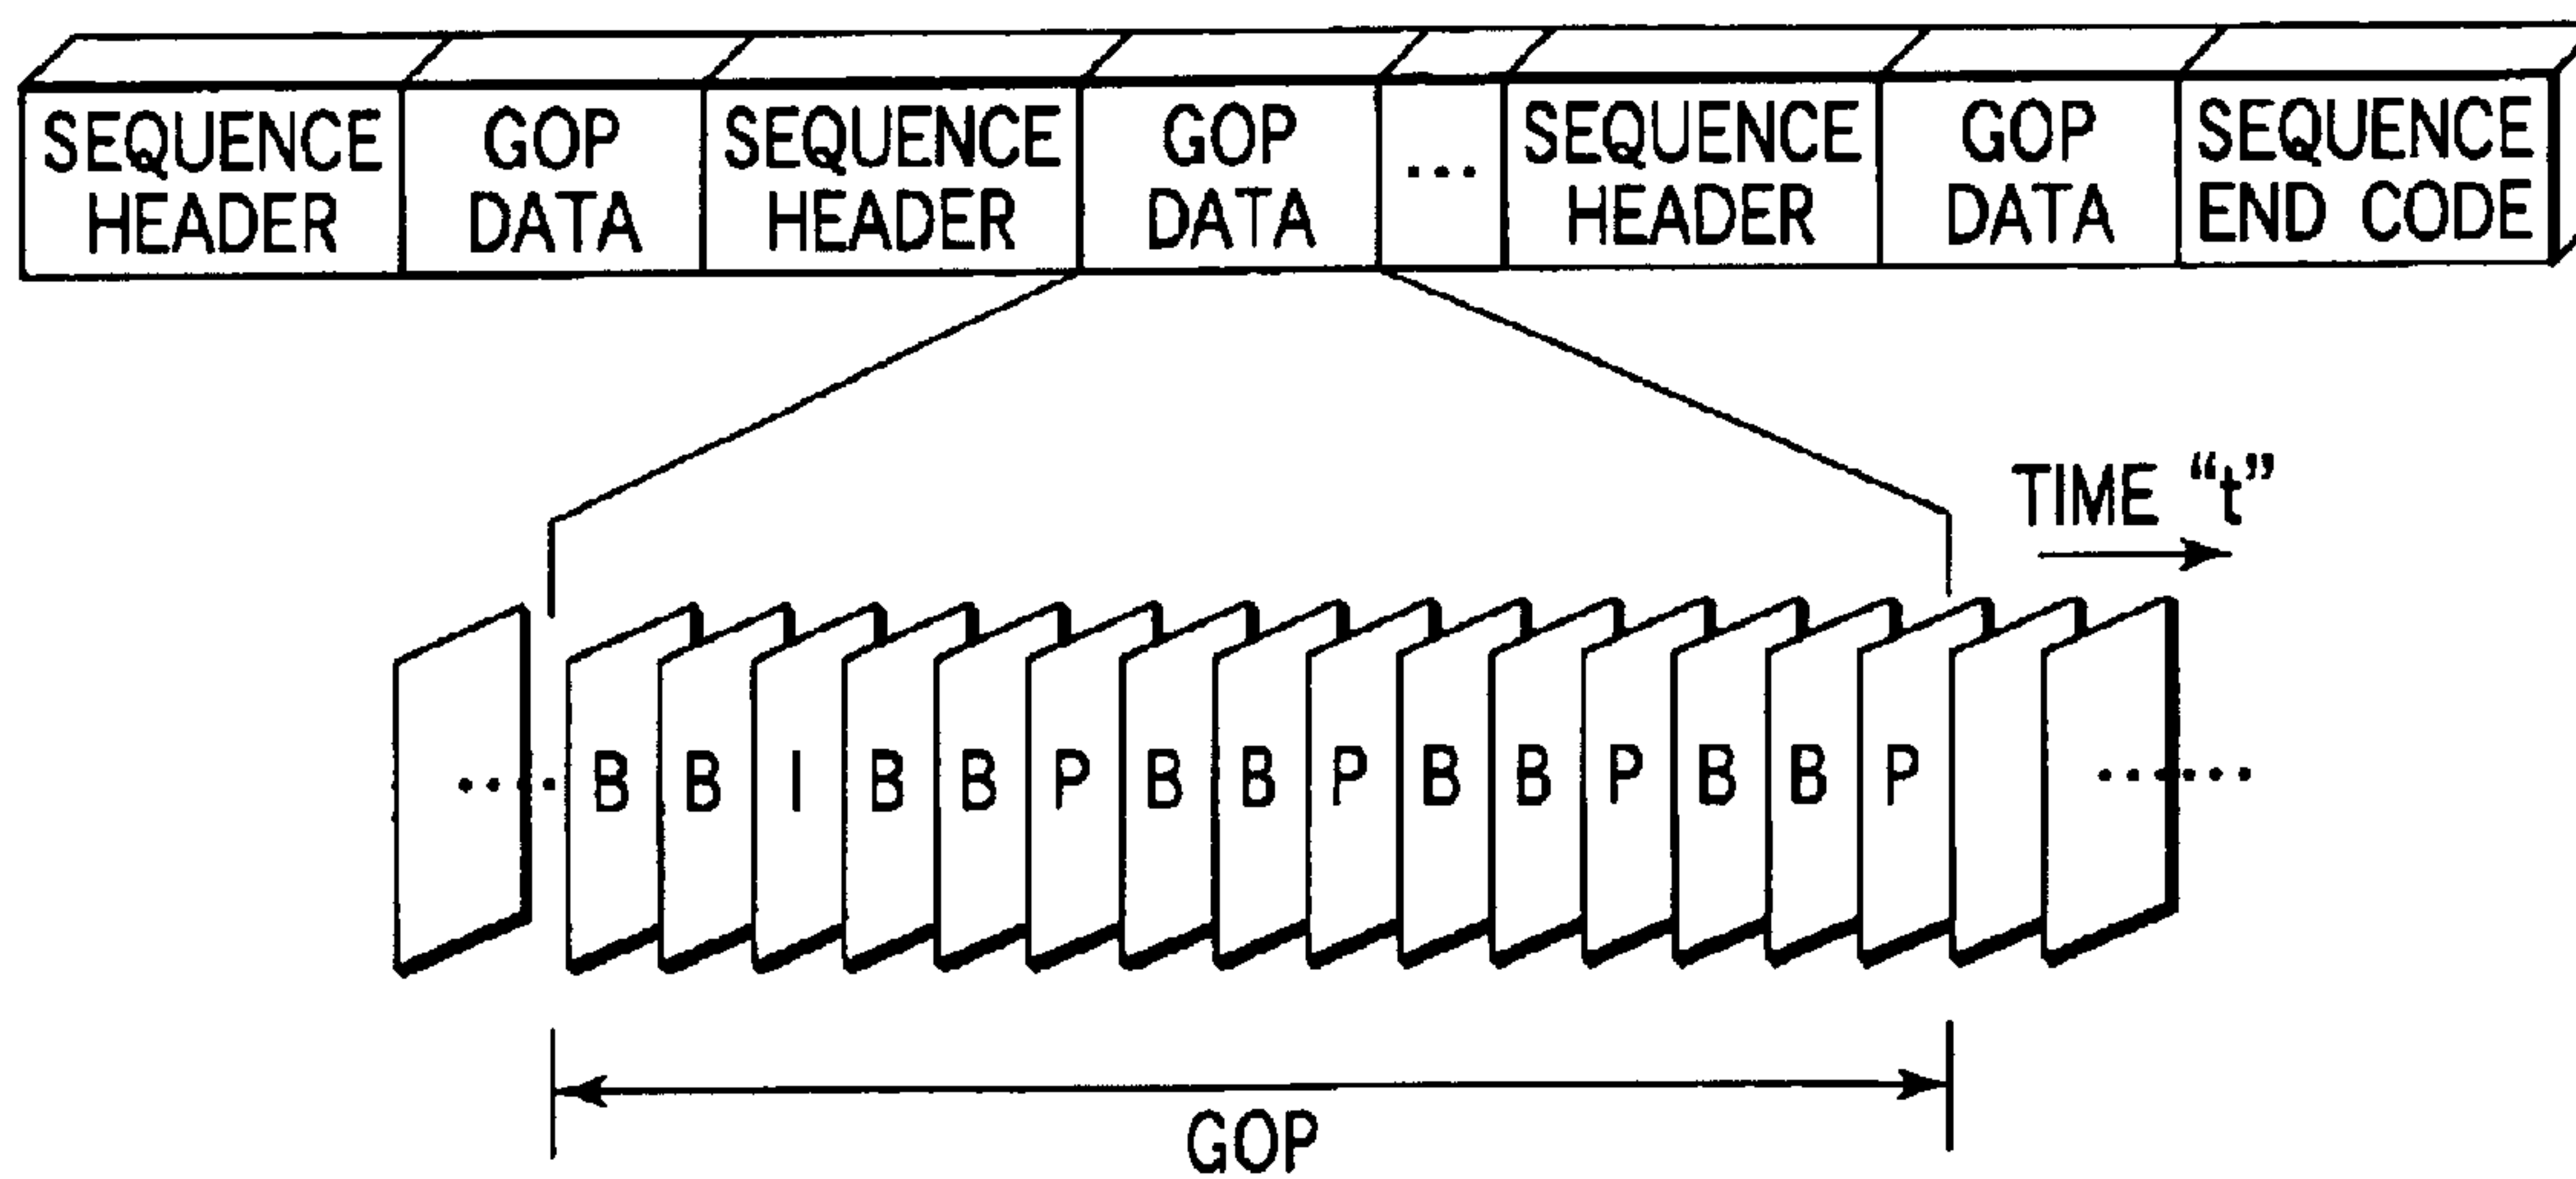 SEQUENCE HEADER GOP DATA SEQUENCE HEADER GOP DATA ... SEQUENCE HEADER GOP DATA SEQUENCE END CODE
TIME “t”
.... B B I B B P B B P B B P B B P ......
GOP